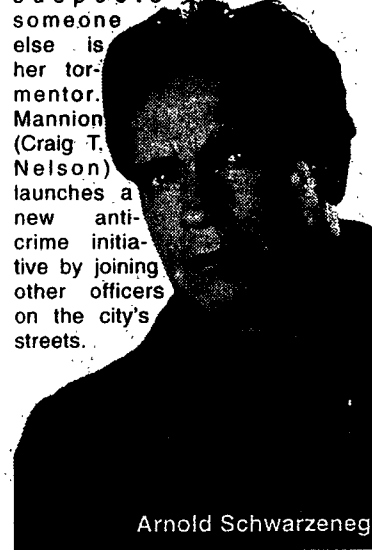 someone
else is
her tor-
mentor.
Mannion
(Craig T.
Nelson)
launches a
new anti-
crime initia-
tive by joining
other officers
on the city's
streets.
Arnold Schwarzeneg